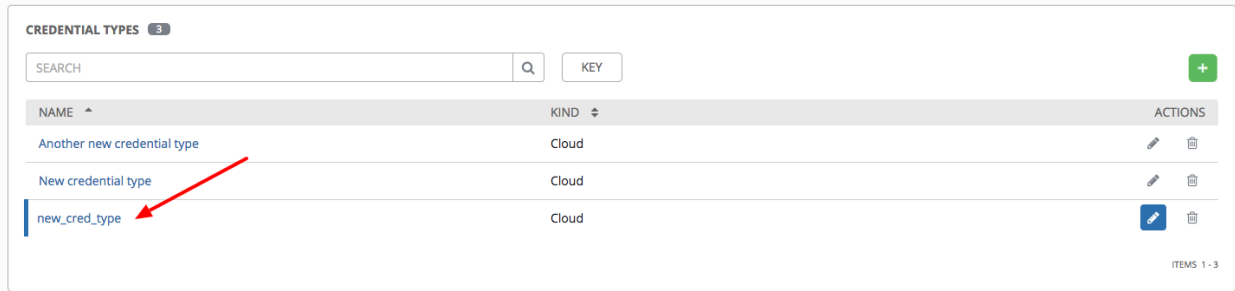 CREDENTIAL TYPES 3
SEARCH KEY +
NAME KIND ACTIONS
Another new credential type Cloud
New credential type Cloud
new_cred_type Cloud
ITEMS 1 - 3